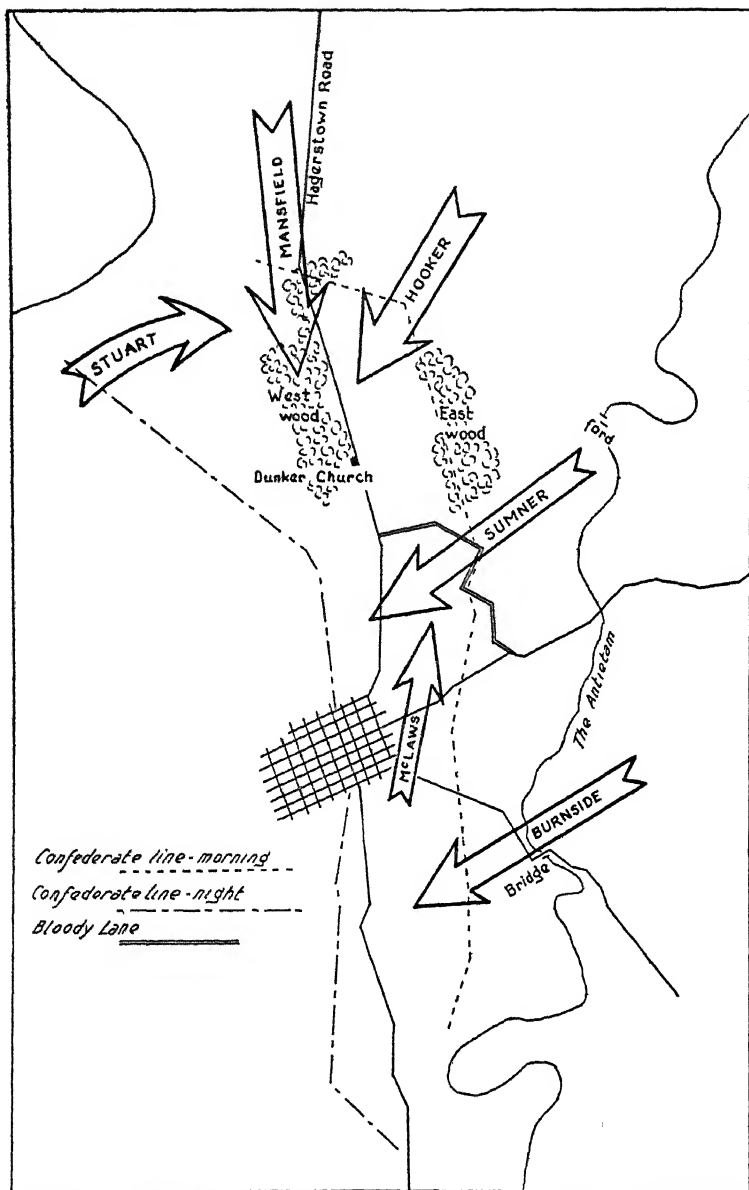 Hagerstown Road
MANSFIELD
HOOKER
STUART
West
wood
East
wood
ford
Dunker Church
SUMNER
The Antietam
McLAWS
BURNSIDE
Bridge
Confederate line-morning
Confederate line-night
Bloody Lane